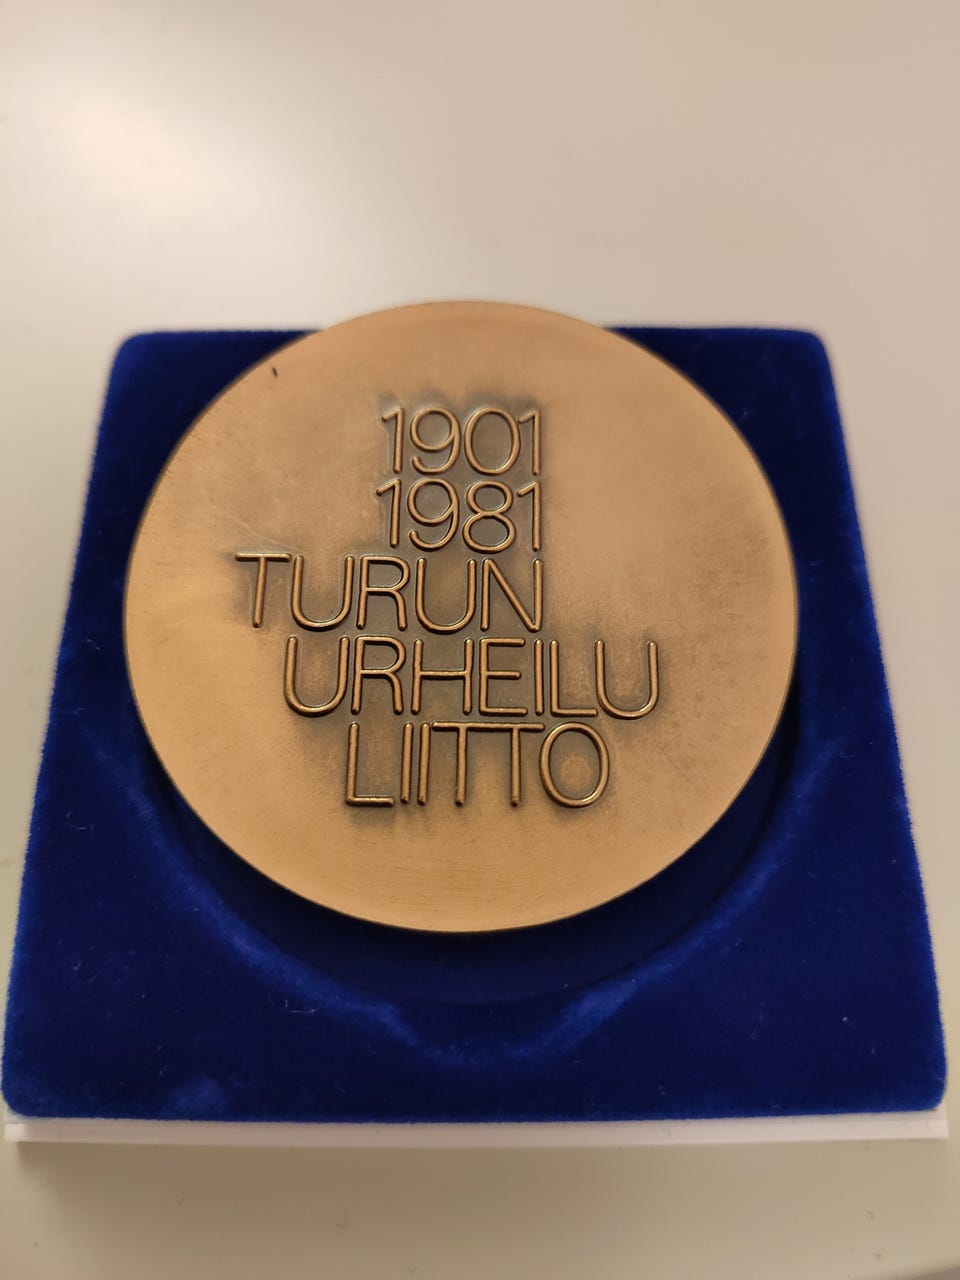 1901
1981
TURUN
URHEILU
LIITTO